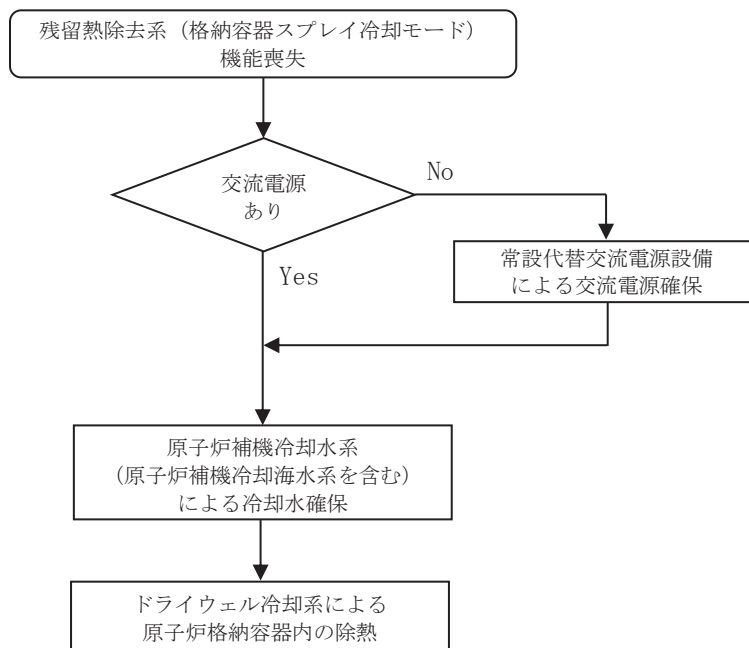 残留熱除去系（格納容器スプレイ冷却モード）
機能喪失
交流電源
あり
No
常設代替交流電源設備
による交流電源確保
Yes
原子炉補機冷却水系
（原子炉補機冷却海水系を含む）
による冷却水確保
ドライウェル冷却系による
原子炉格納容器内の除熱